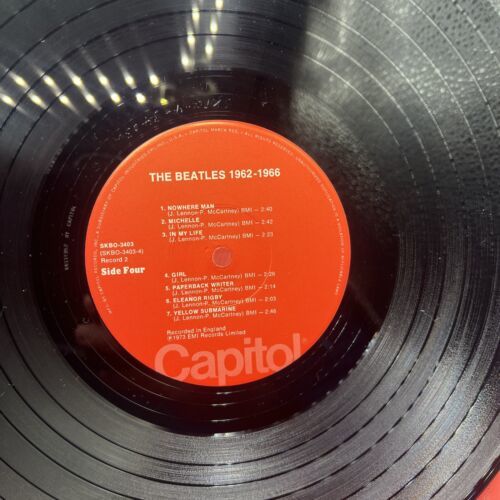 THE BEATLES 1962-1966
1. NOWHERE MAN
(J. Lennon-P. McCartney) BMI – 2:40
2. MICHELLE
(J. Lennon-P. McCartney) BMI – 2:42
3. IN MY LIFE
(J. Lennon-P. McCartney) BMI – 2:23
SKBO-3403
(SKBO-3403-4)
Record 2
Side Four
4. GIRL
(J. Lennon-P. McCartney) BMI – 2:26
5. PAPERBACK WRITER
(J. Lennon-P. McCartney) BMI – 2:14
6. ELEANOR RIGBY
(J. Lennon-P. McCartney) BMI – 2:03
7. YELLOW SUBMARINE
(J. Lennon-P. McCartney) BMI – 2:46
Recorded in England
℗1973 EMI Records Limited
Capitol®